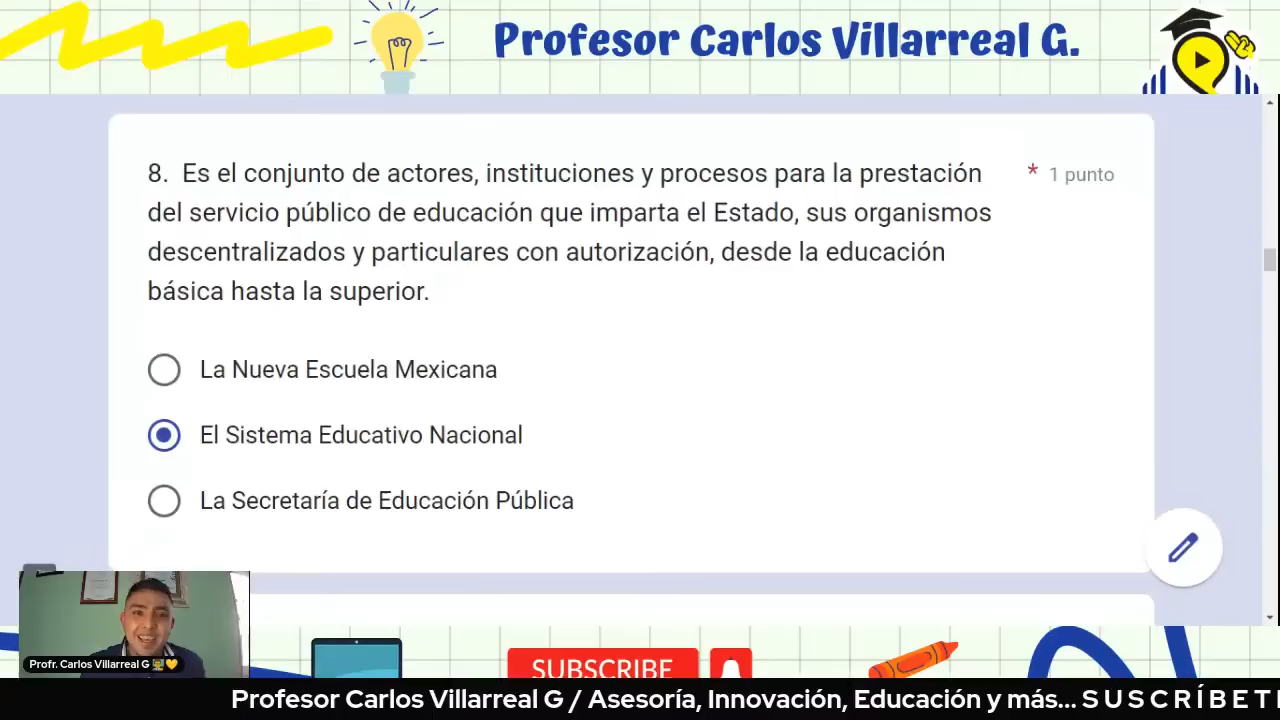 Profesor Carlos Villarreal G.
8. Es el conjunto de actores, instituciones y procesos para la prestación
* 1 punto
del servicio público de educación que imparta el Estado, sus organismos
descentralizados y particulares con autorización, desde la educación
básica hasta la superior.
La Nueva Escuela Mexicana
El Sistema Educativo Nacional
La Secretaría de Educación Pública
Profr. Carlos Villarreal G
SUBSCRIBE
Profesor Carlos Villarreal G / Asesoría, Innovación, Educación y más... S U S C R Í B E T